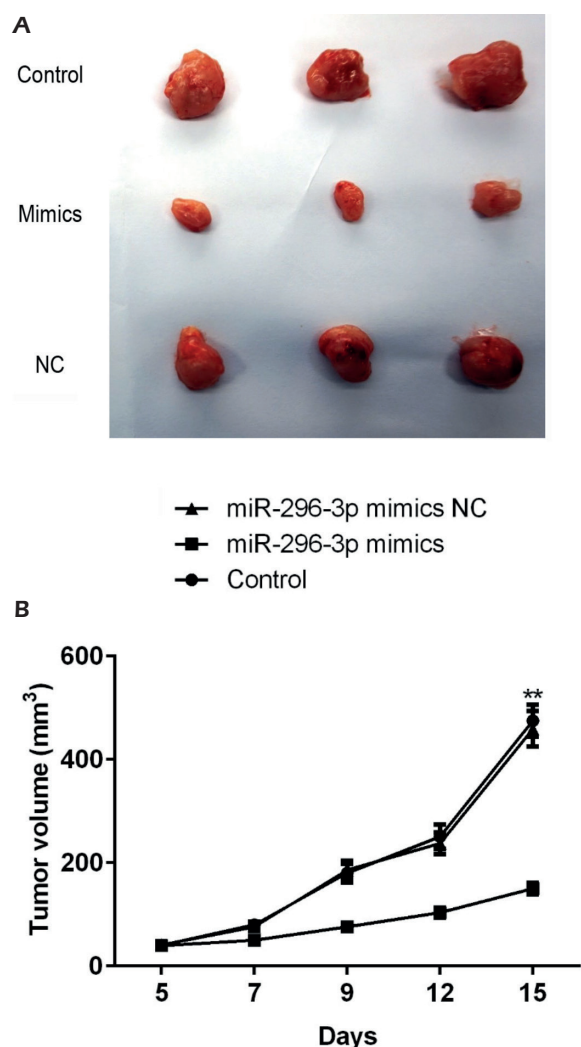 A
Control
Mimics
NC
miR-296-3p mimics NC
miR-296-3p mimics
Control
B
600
**
400
Tumor volume (mm³)
200
0
5 7 9 12 15
Days